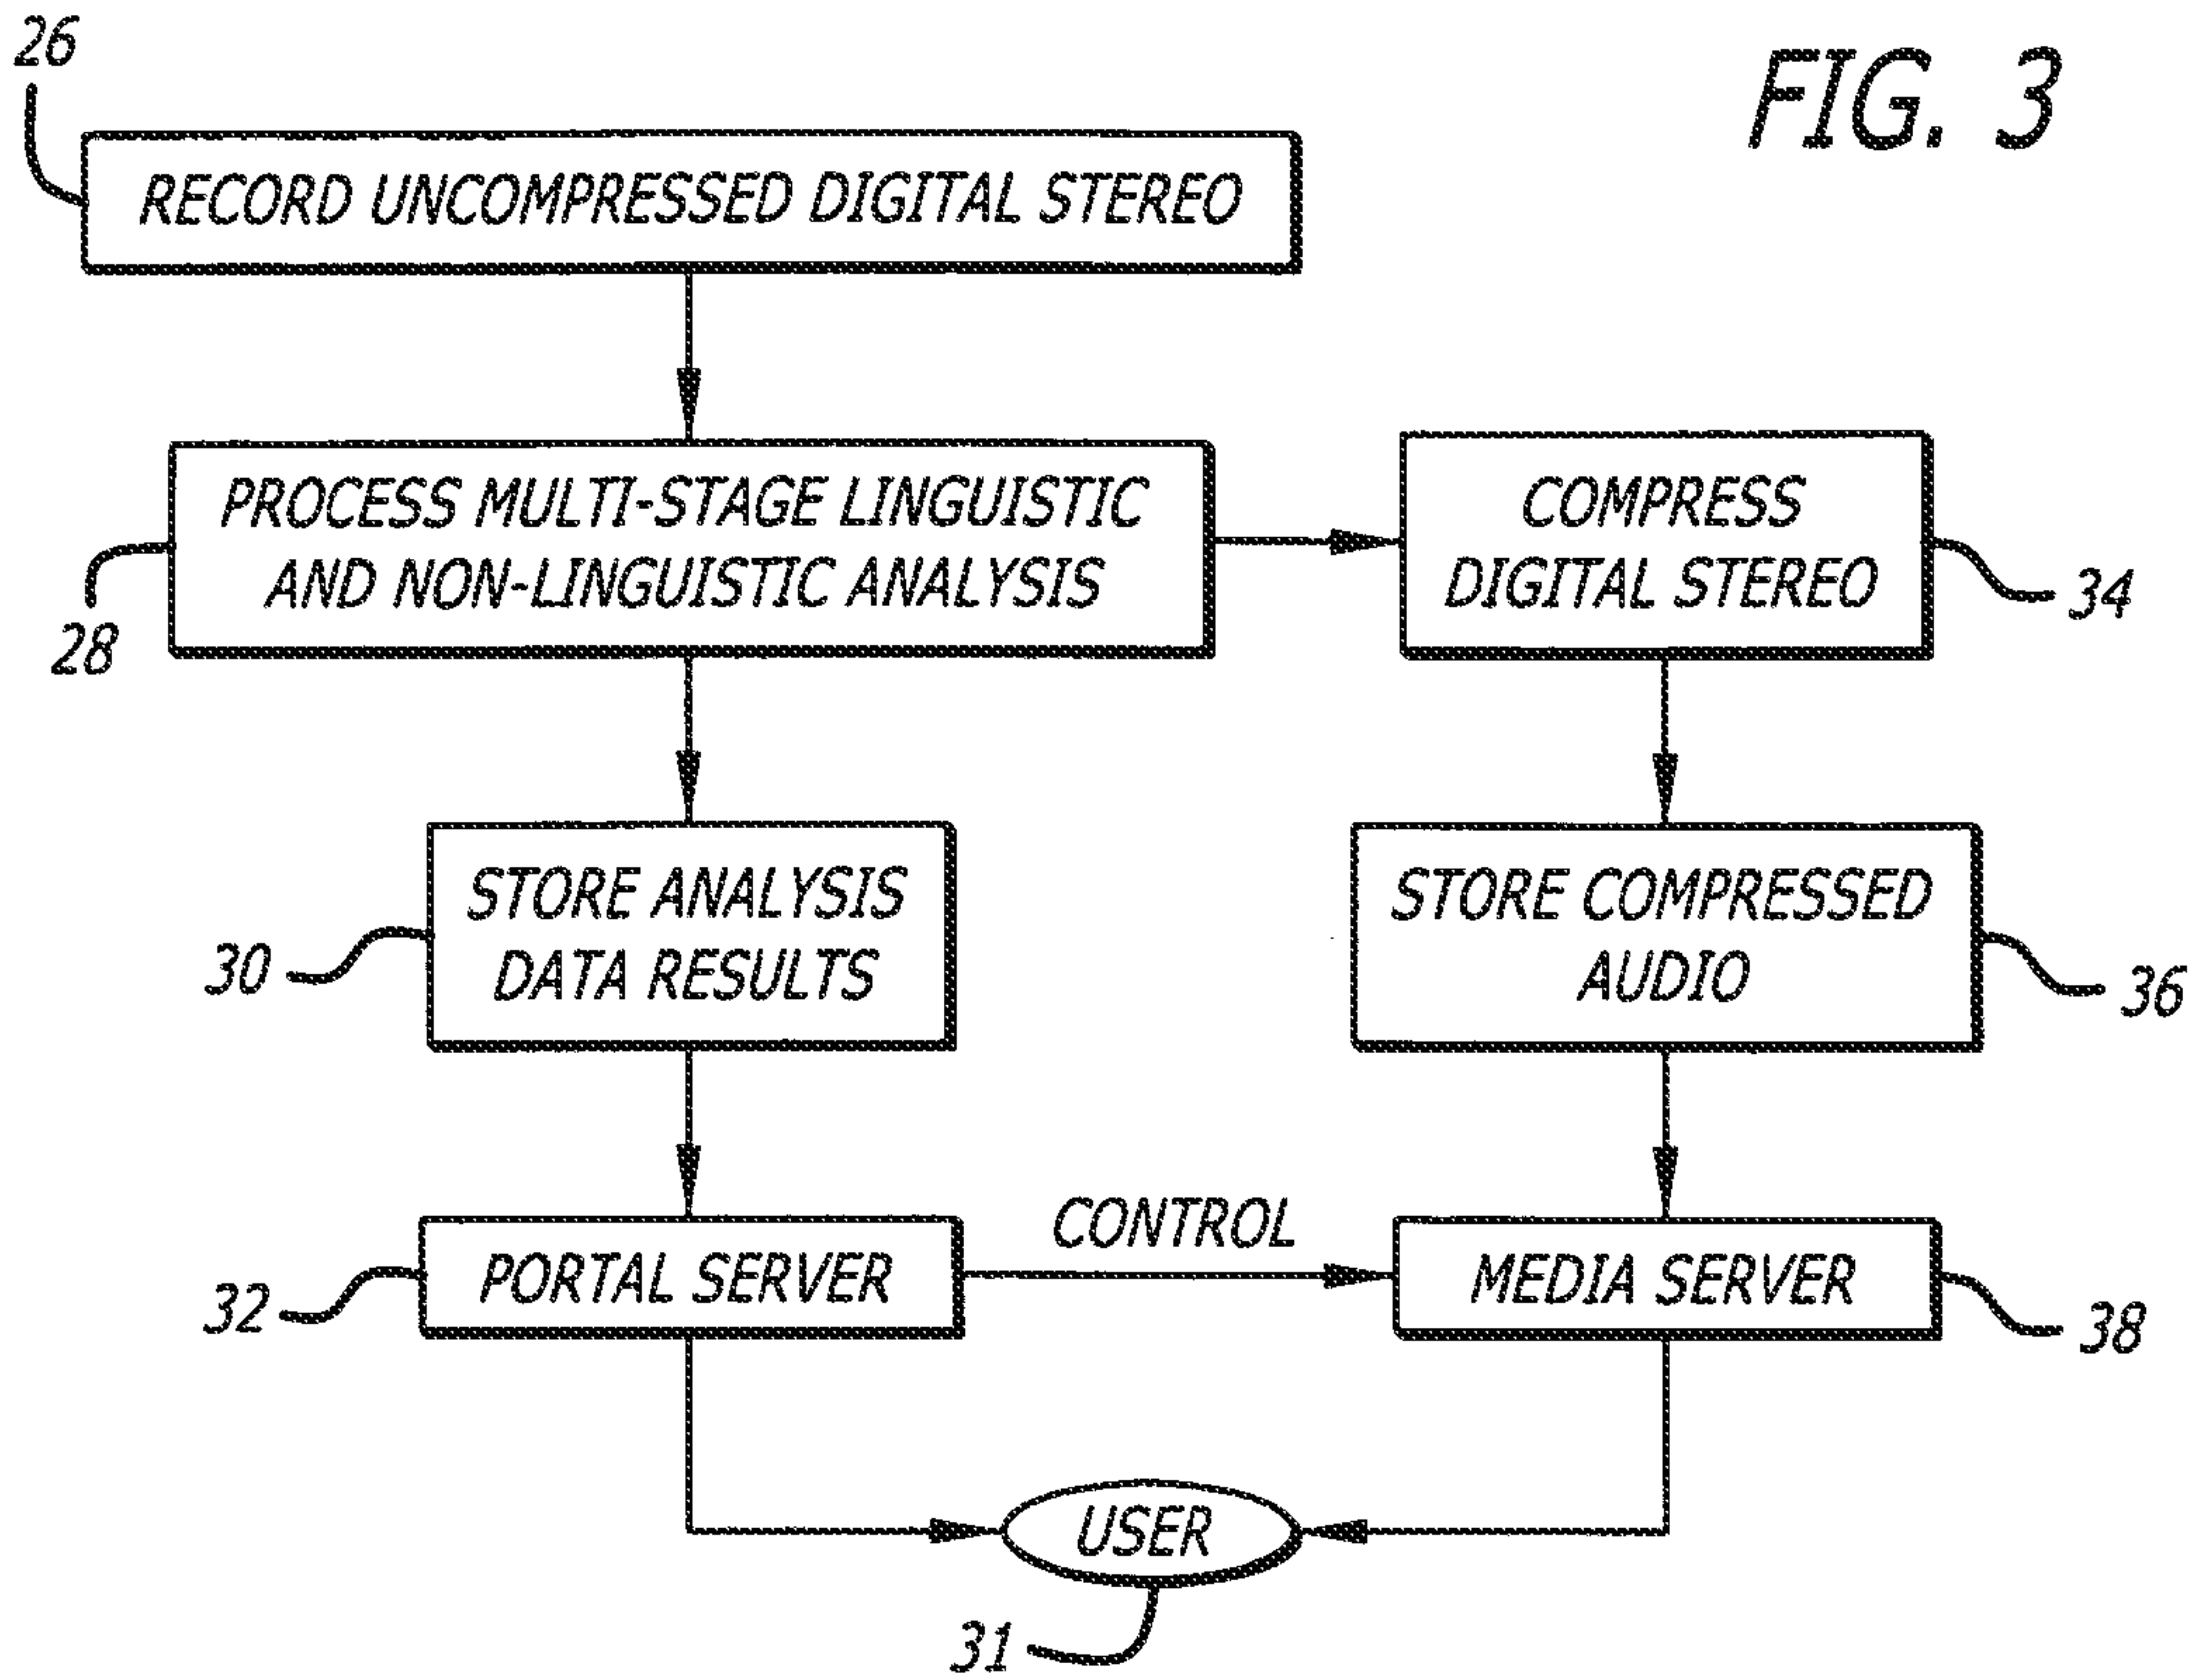 26
FIG. 3
RECORD UNCOMPRESSED DIGITAL STEREO
PROCESS MULTI-STAGE LINGUISTIC
AND NON-LINGUISTIC ANALYSIS
28
COMPRESS
DIGITAL STEREO
34
STORE ANALYSIS
DATA RESULTS
30
STORE COMPRESSED
AUDIO
36
PORTAL SERVER
32
CONTROL
MEDIA SERVER
38
USER
31